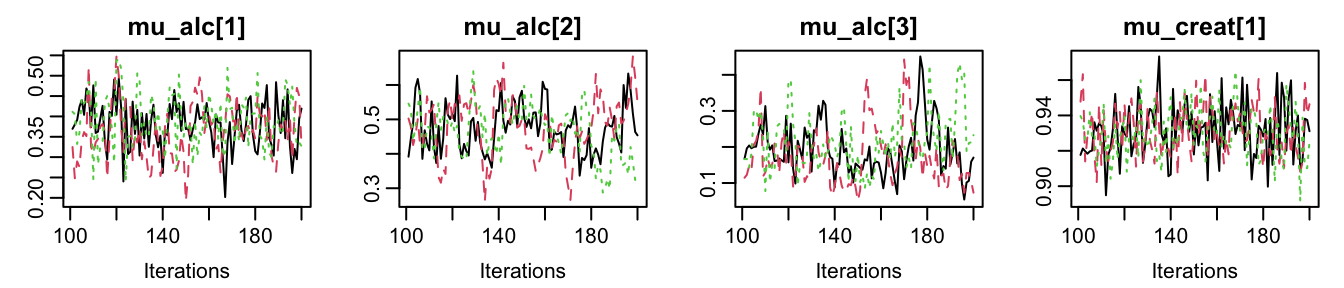 mu_alc[1]
0.20 0.35 0.50
100 140 180
Iterations
mu_alc[2]
0.3 0.5
100 140 180
Iterations
mu_alc[3]
0.1 0.3
100 140 180
Iterations
mu_creat[1]
0.90 0.94
100 140 180
Iterations